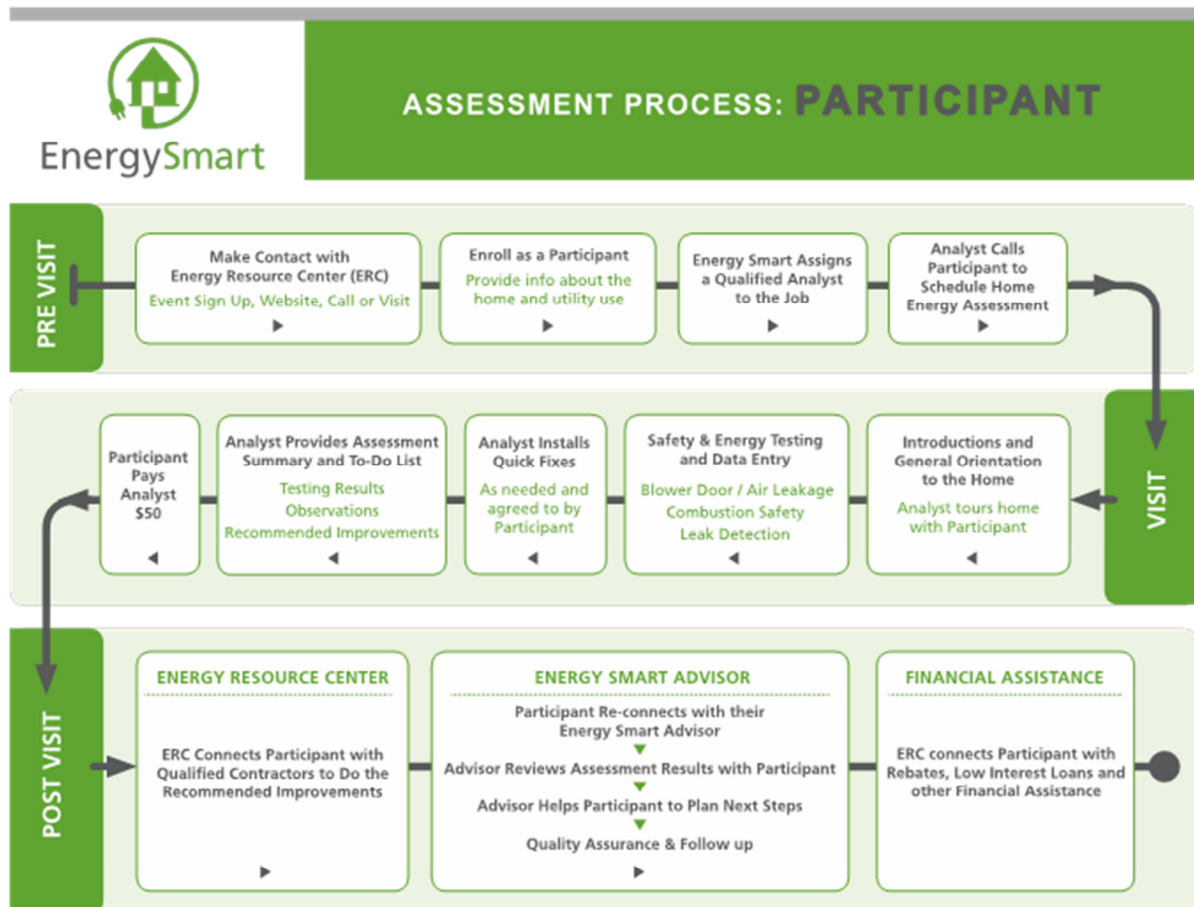 EnergySmart
ASSESSMENT PROCESS: PARTICIPANT
PRE VISIT
Make Contact with
Energy Resource Center (ERC)
Event Sign Up, Website, Call or Visit
Enroll as a Participant
Provide info about the
home and utility use
Energy Smart Assigns
a Qualified Analyst
to the Job
Analyst Calls
Participant to
Schedule Home
Energy Assessment
VISIT
Introductions and
General Orientation
to the Home
Analyst tours home
with Participant
Safety & Energy Testing
and Data Entry
Blower Door / Air Leakage
Combustion Safety
Leak Detection
Analyst Installs
Quick Fixes
As needed and
agreed to by
Participant
Analyst Provides Assessment
Summary and To-Do List
Testing Results
Observations
Recommended Improvements
Participant
Pays
Analyst
$50
POST VISIT
ENERGY RESOURCE CENTER
ERC Connects Participant with
Qualified Contractors to Do the
Recommended Improvements
ENERGY SMART ADVISOR
Participant Re-connects with their
Energy Smart Advisor
Advisor Reviews Assessment Results with Participant
Advisor Helps Participant to Plan Next Steps
Quality Assurance & Follow up
FINANCIAL ASSISTANCE
ERC connects Participant with
Rebates, Low Interest Loans and
other Financial Assistance